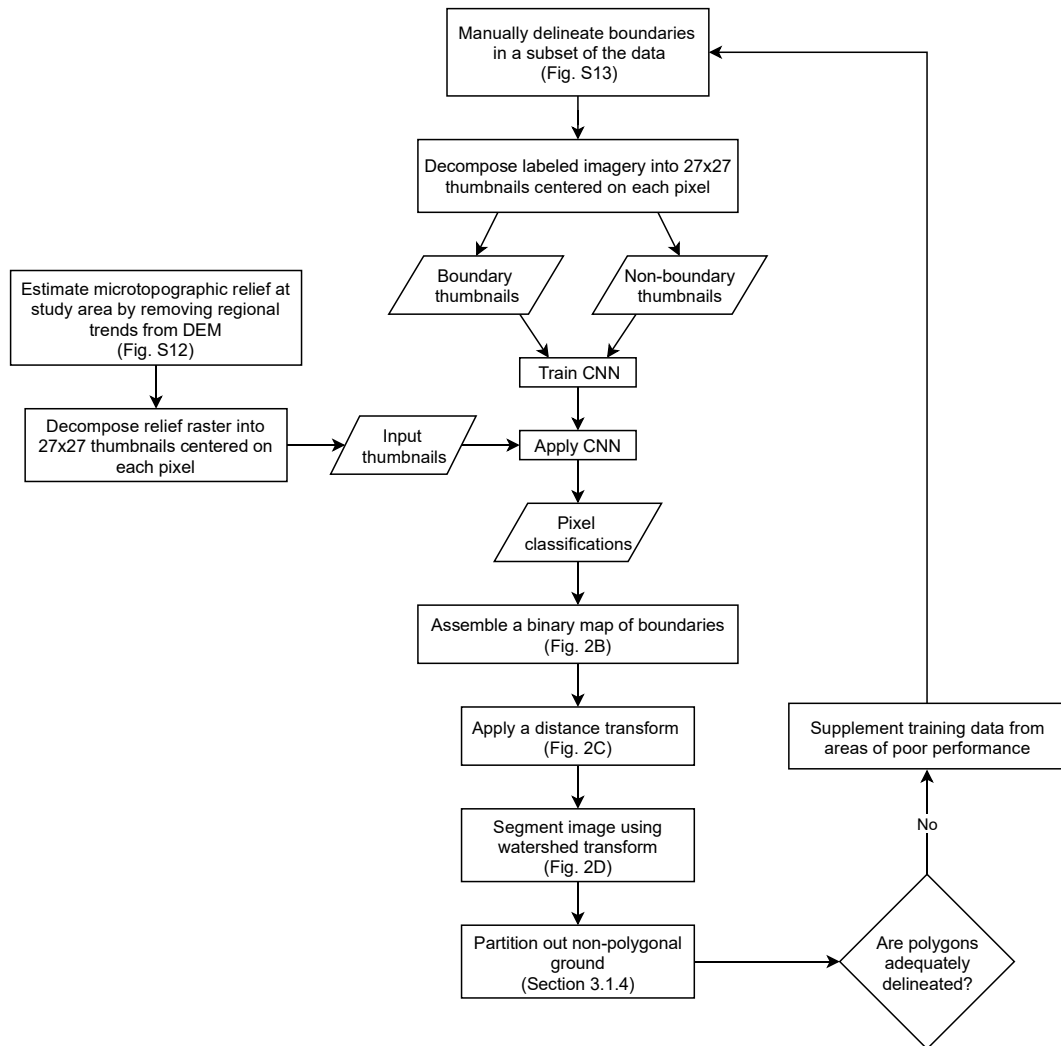 Manually delineate boundaries
in a subset of the data
(Fig. S13)
Decompose labeled imagery into 27x27
thumbnails centered on each pixel
Boundary
thumbnails
Non-boundary
thumbnails
Estimate microtopographic relief at
study area by removing regional
trends from DEM
(Fig. S12)
Train CNN
Decompose relief raster into
27x27 thumbnails centered on
each pixel
Input
thumbnails
Apply CNN
Pixel
classifications
Assemble a binary map of boundaries
(Fig. 2B)
Apply a distance transform
(Fig. 2C)
Supplement training data from
areas of poor performance
Segment image using
watershed transform
(Fig. 2D)
No
Partition out non-polygonal
ground
(Section 3.1.4)
Are polygons
adequately
delineated?